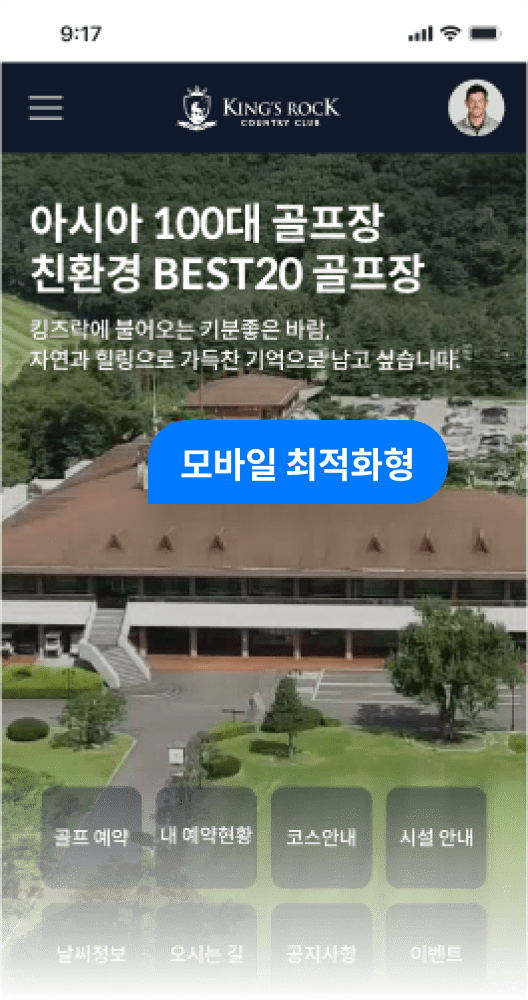 9:17
KING'S ROCK
COUNTRY CLUB
아시아 100대 골프장
친환경 BEST20 골프장
킹즈락에 불어오는 기분좋은 바람,
자연과 힐링으로 가득찬 기억으로 남고 싶습니다.
모바일 최적화형
골프 예약
내 예약현황
코스안내
시설 안내
날씨정보
오시는 길
공지사항
이벤트